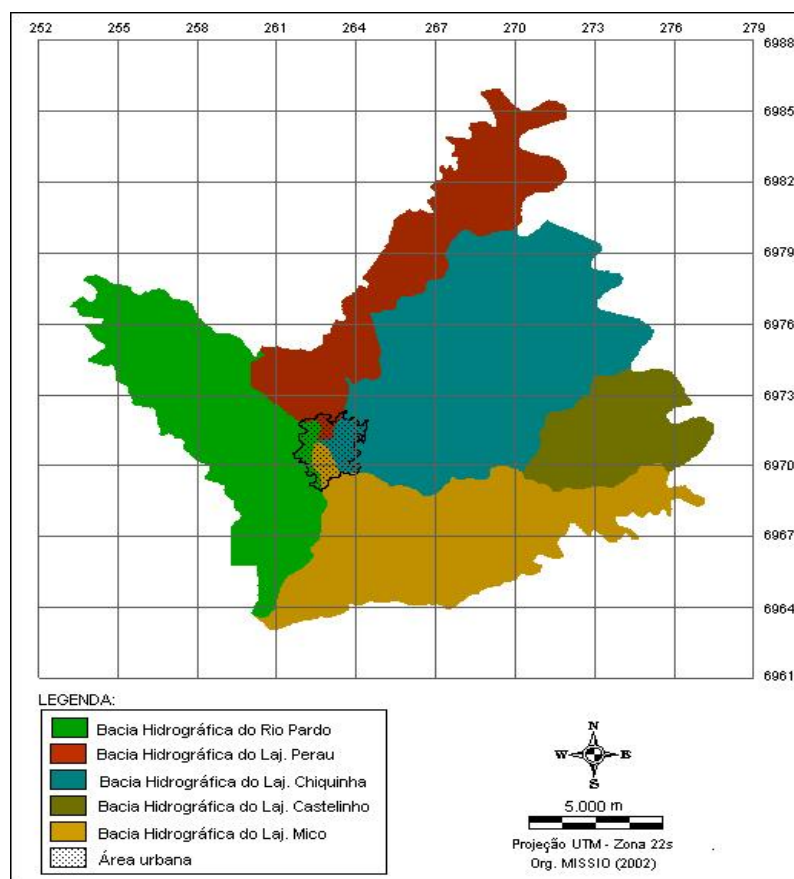 252 255 258 261 264 267 270 273 276 279
6988
6985
6982
6979
6976
6973
6970
6967
6964
6961
LEGENDA:
Bacia Hidrográfica do Rio Pardo
Bacia Hidrográfica do Laj. Perau
Bacia Hidrográfica do Laj. Chiquinha
Bacia Hidrográfica do Laj. Castelinho
Bacia Hidrográfica do Laj. Mico
Área urbana
N
W E
S
5.000 m
Projeção UTM - Zona 22s
Org. MISSIO (2002)